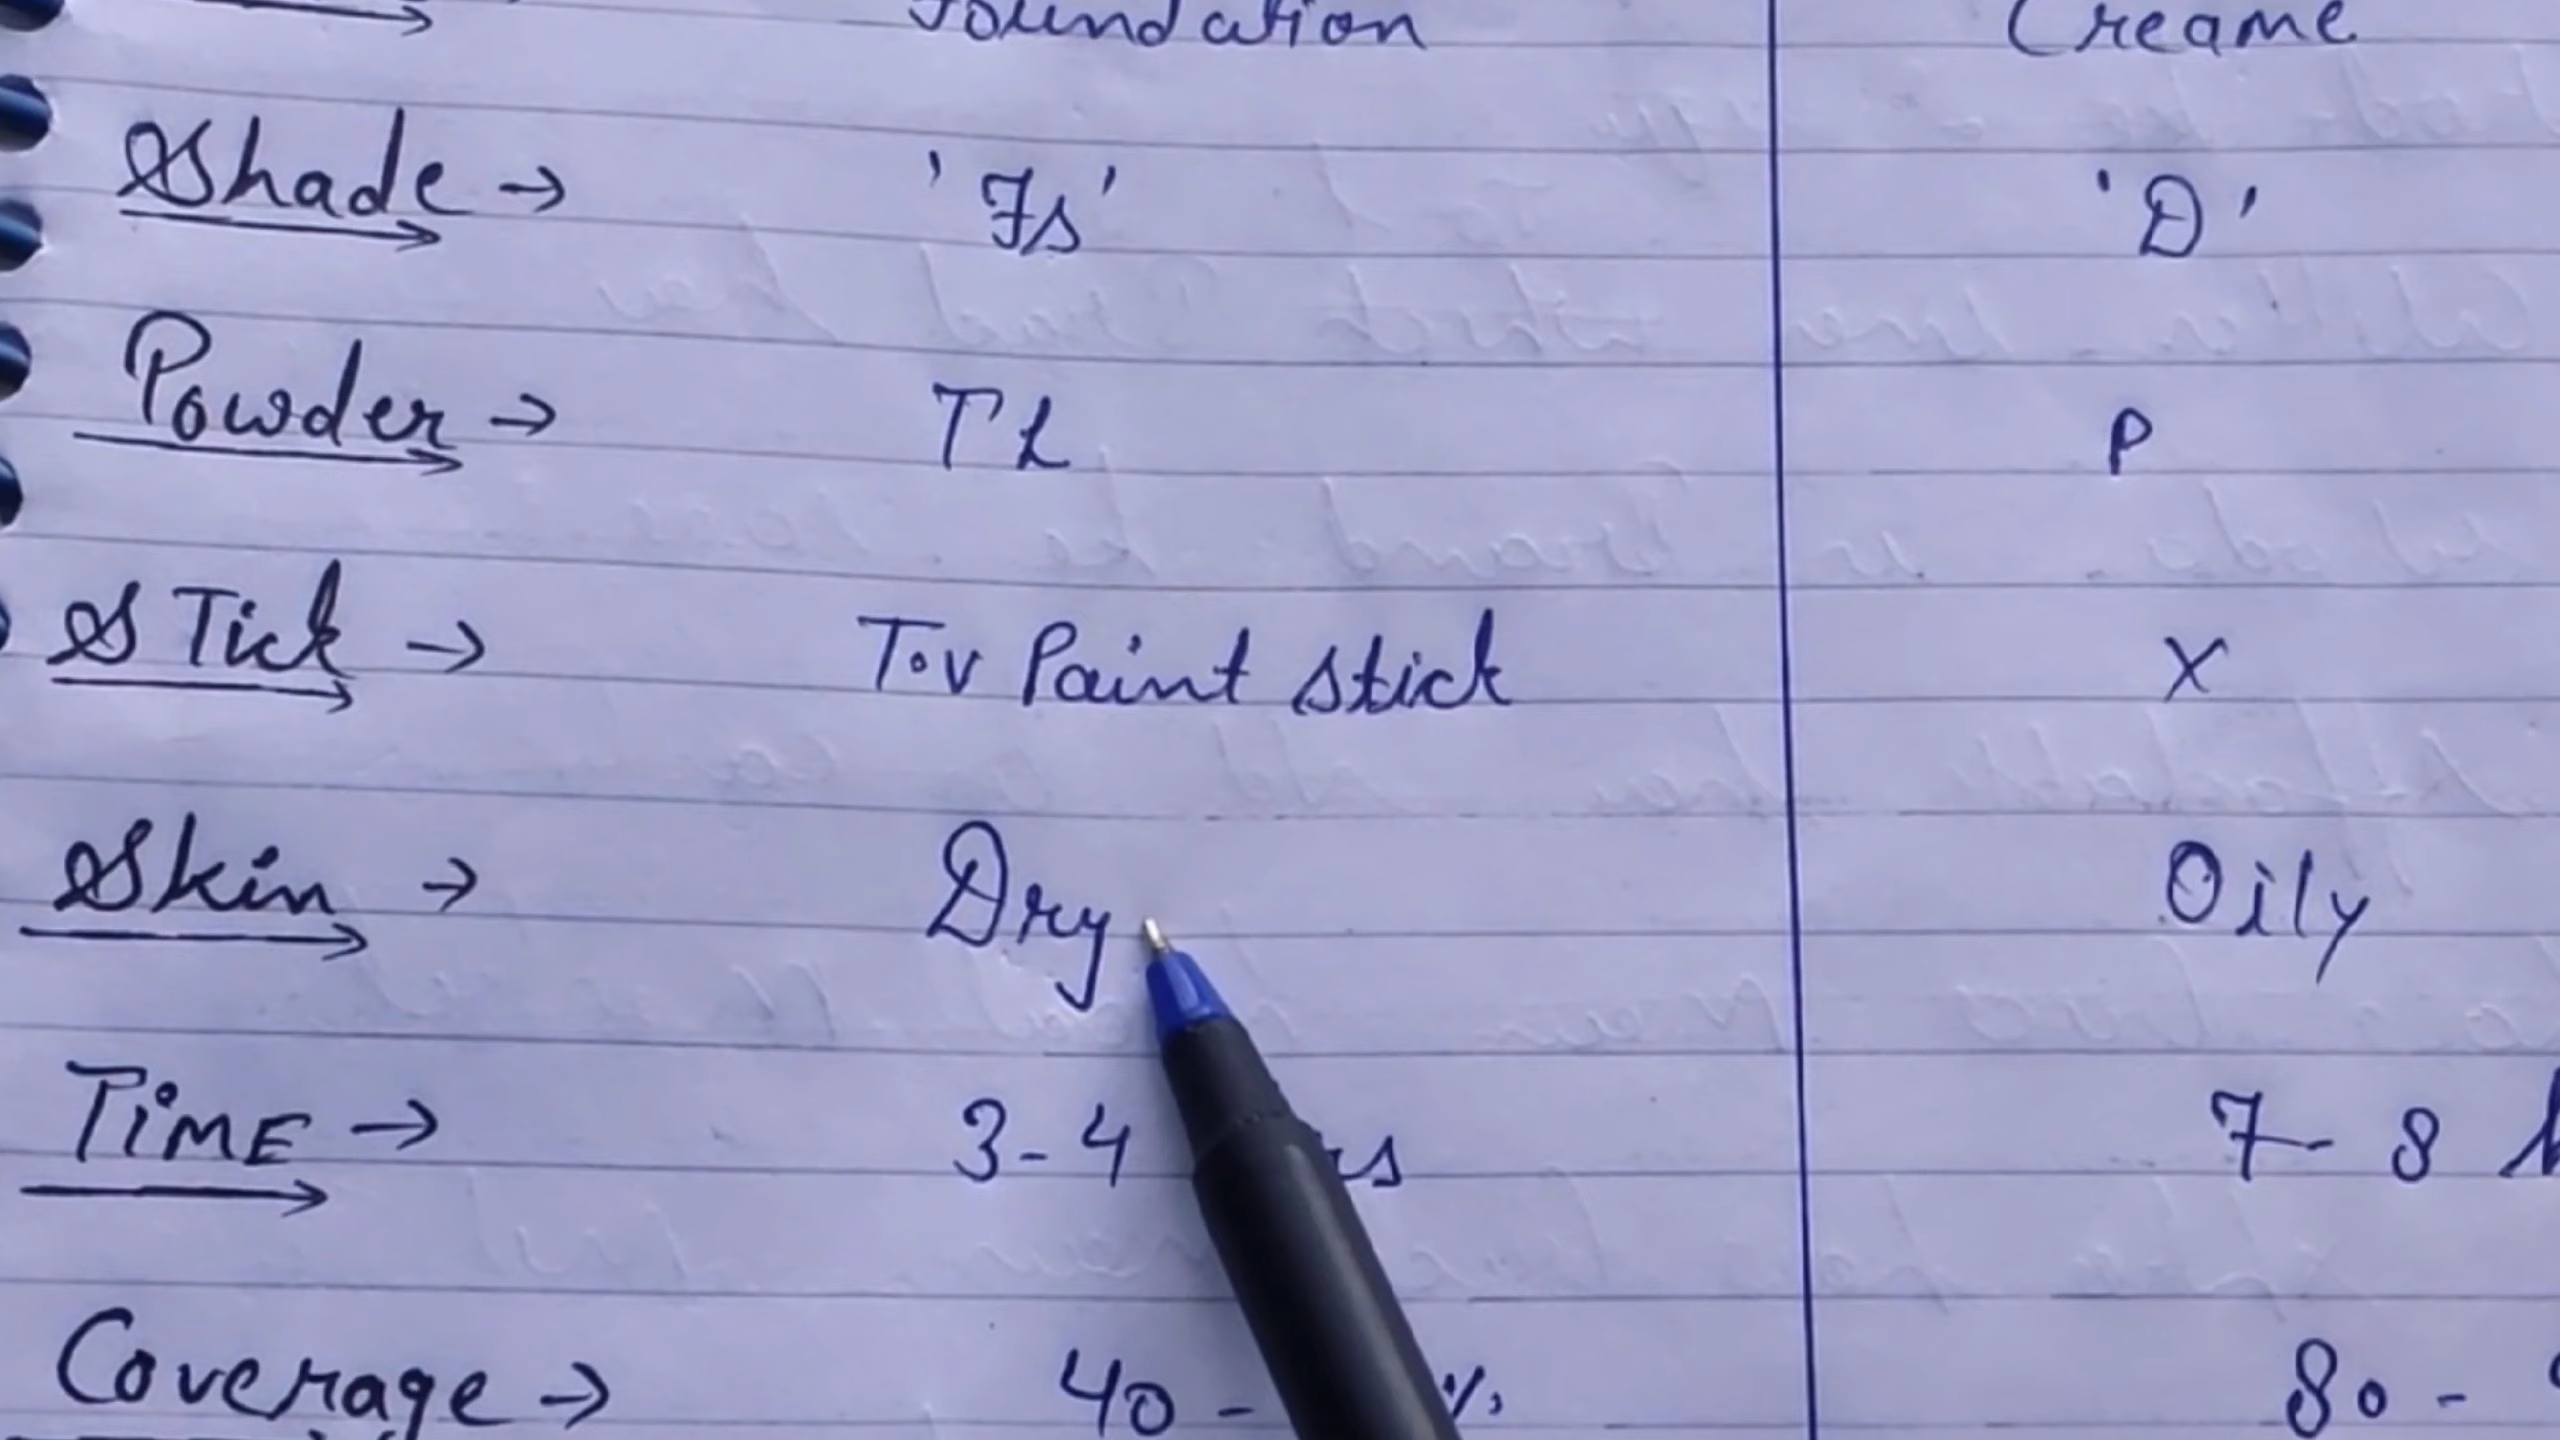 Foundation Creame
Shade → 'Fs' 'D'
Powder → TL P
STick → T.v Paint stick X
Skin → Dry Oily
TiME → 3-4 7-8
Coverage → 40- % 80-